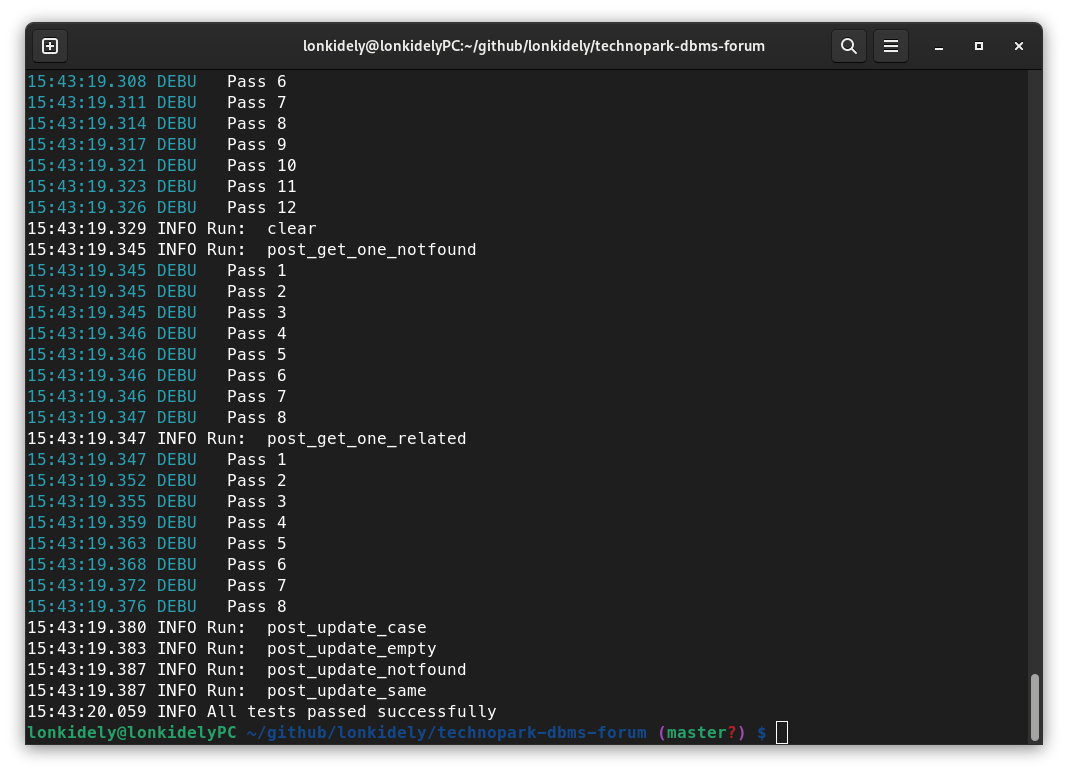 lonkidely@lonkidelyPC:~/github/lonkidely/technopark-dbms-forum
15:43:19.308 DEBU   Pass 6
15:43:19.311 DEBU   Pass 7
15:43:19.314 DEBU   Pass 8
15:43:19.317 DEBU   Pass 9
15:43:19.321 DEBU   Pass 10
15:43:19.323 DEBU   Pass 11
15:43:19.326 DEBU   Pass 12
15:43:19.329 INFO Run:  clear
15:43:19.345 INFO Run:  post_get_one_notfound
15:43:19.345 DEBU   Pass 1
15:43:19.345 DEBU   Pass 2
15:43:19.345 DEBU   Pass 3
15:43:19.346 DEBU   Pass 4
15:43:19.346 DEBU   Pass 5
15:43:19.346 DEBU   Pass 6
15:43:19.346 DEBU   Pass 7
15:43:19.347 DEBU   Pass 8
15:43:19.347 INFO Run:  post_get_one_related
15:43:19.347 DEBU   Pass 1
15:43:19.352 DEBU   Pass 2
15:43:19.355 DEBU   Pass 3
15:43:19.359 DEBU   Pass 4
15:43:19.363 DEBU   Pass 5
15:43:19.368 DEBU   Pass 6
15:43:19.372 DEBU   Pass 7
15:43:19.376 DEBU   Pass 8
15:43:19.380 INFO Run:  post_update_case
15:43:19.383 INFO Run:  post_update_empty
15:43:19.387 INFO Run:  post_update_notfound
15:43:19.387 INFO Run:  post_update_same
15:43:20.059 INFO All tests passed successfully
lonkidely@lonkidelyPC ~/github/lonkidely/technopark-dbms-forum (master?) $